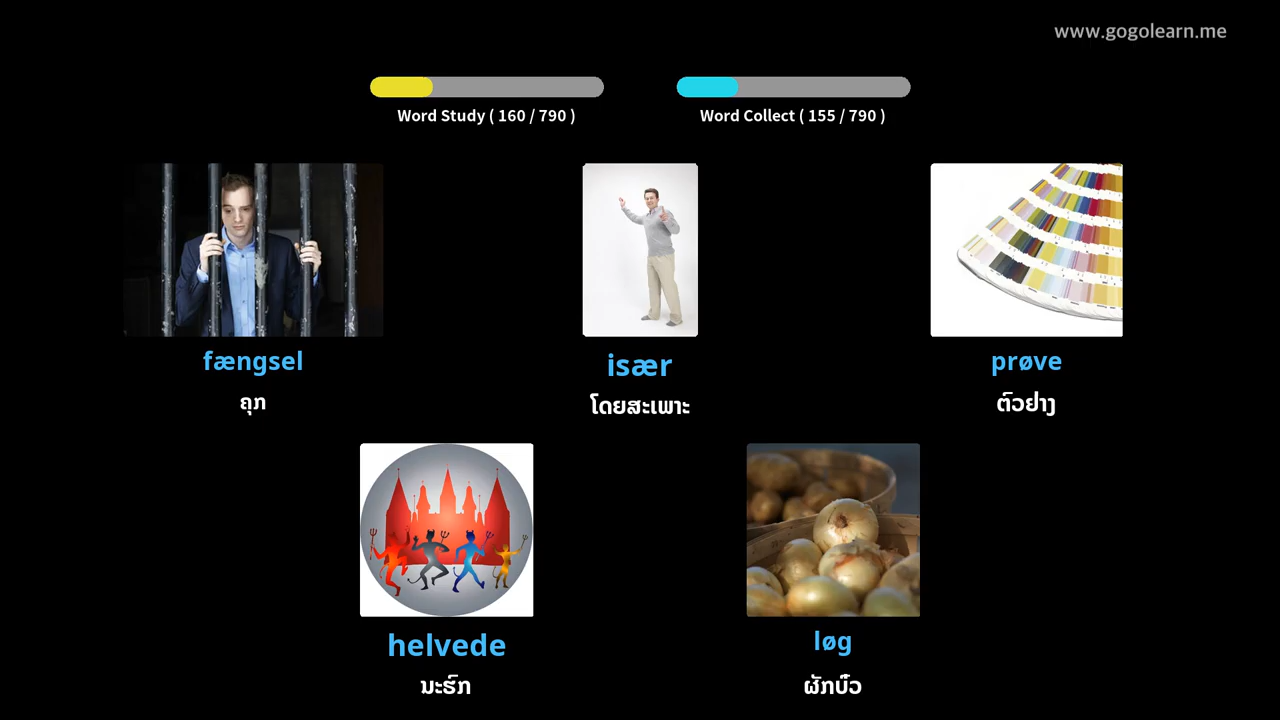 www.gogolearn.me
Word Study ( 160 / 790 )
Word Collect ( 155 / 790 )
fængsel
ຄຸກ
især
ໂດຍສະເພາະ
prøve
ຕົວຢ່າງ
helvede
ນະຮົກ
løg
ຜັກບົ່ວ